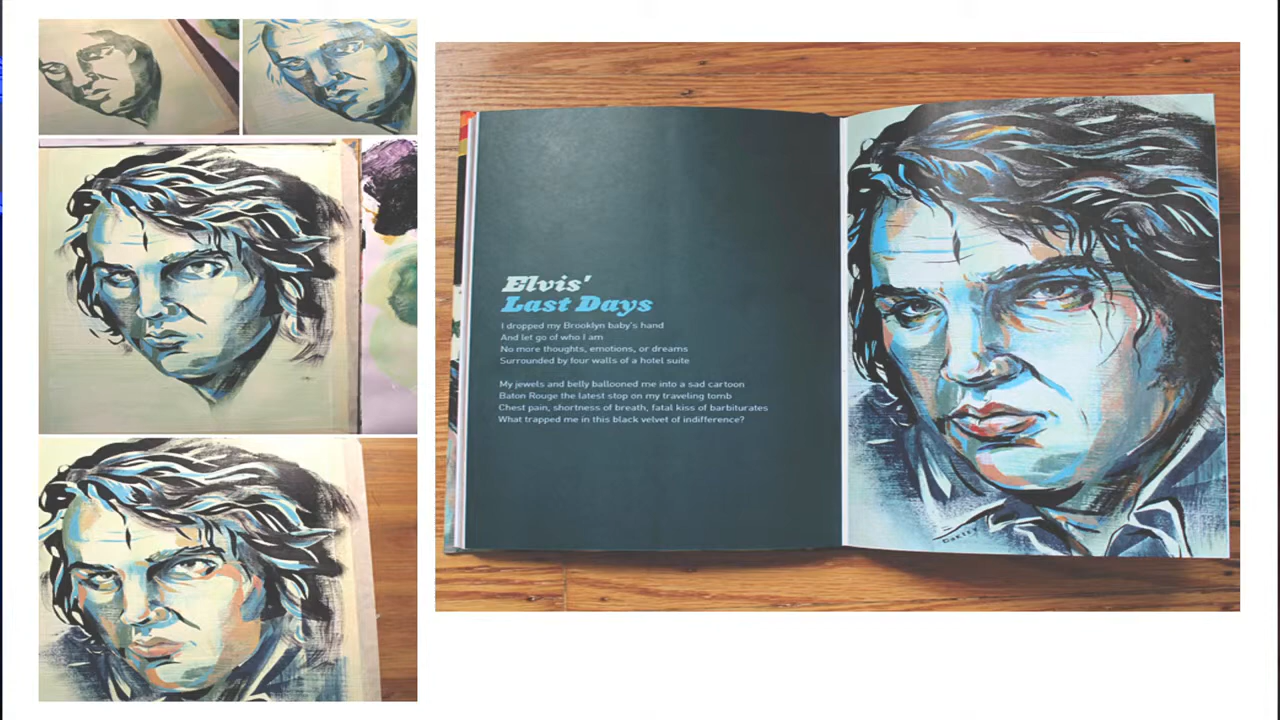 Elvis'
Last Days
I dropped my Brooklyn baby's hand
And let go of who I am
No more thoughts, emotions, or dreams
Surrounded by four walls of a hotel suite
My jewels and belly ballooned me into a sad cartoon
Baton Rouge the latest stop on my traveling tomb
Chest pain, shortness of breath, fatal kiss of barbiturates
What trapped me in this black velvet of indifference?